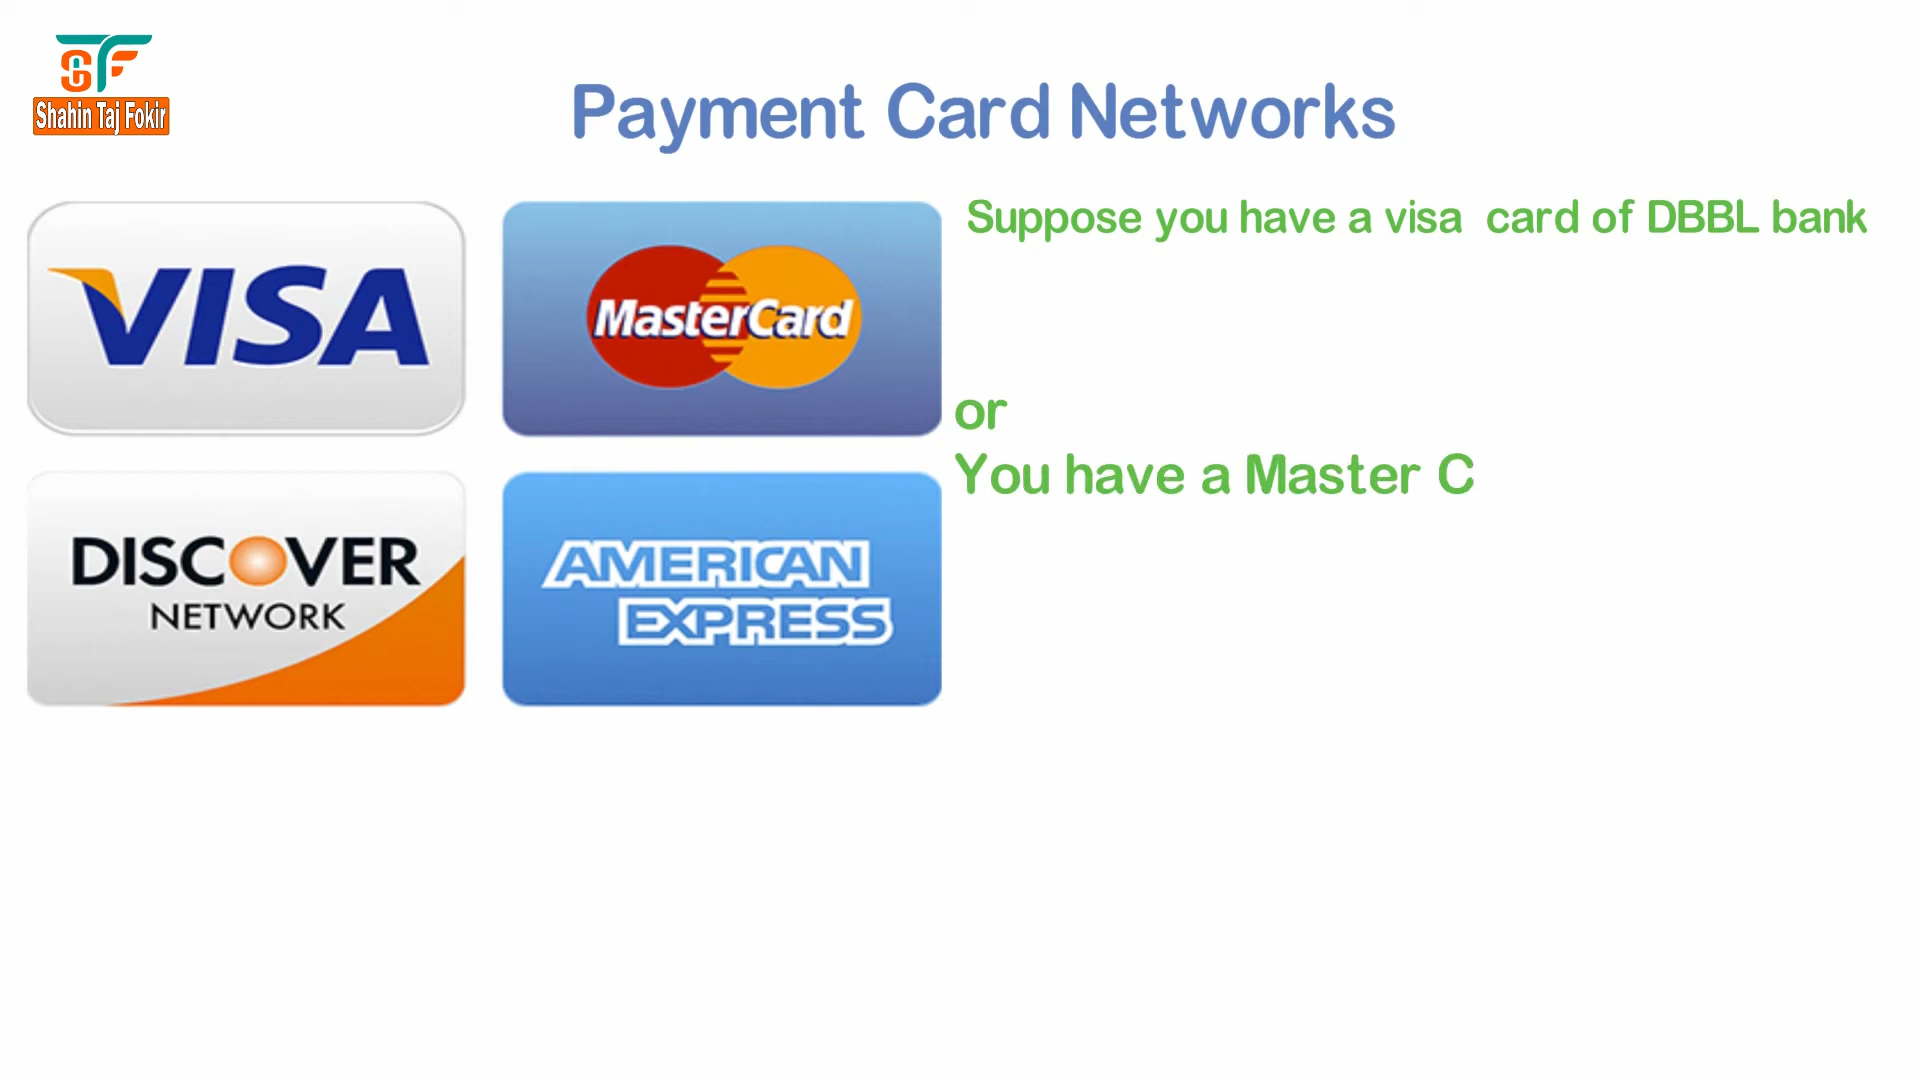 STF
Shahin Taj Fokir
Payment Card Networks
VISA
MasterCard
Suppose you have a visa card of DBBL bank
or
You have a Master C
DISCOVER
NETWORK
AMERICAN
EXPRESS